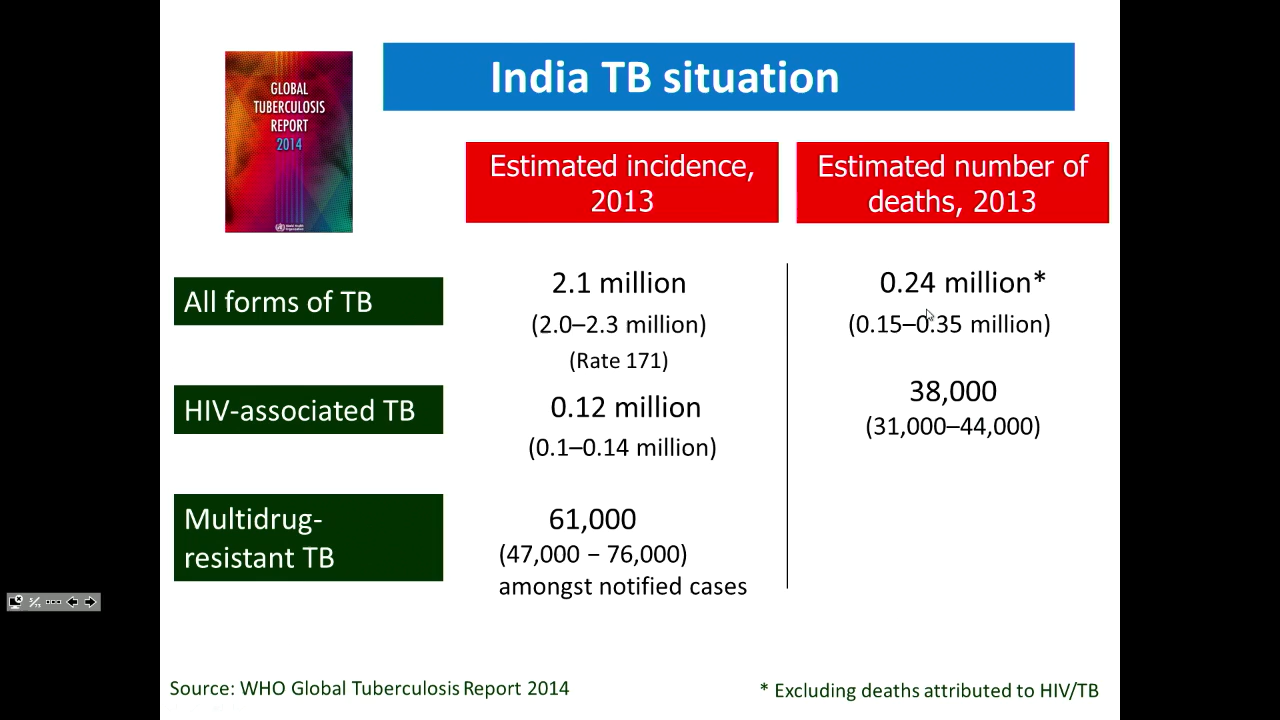 GLOBAL
TUBERCULOSIS
REPORT
2014
World Health
Organization
India TB situation
Estimated incidence,
2013
Estimated number of
deaths, 2013
All forms of TB
2.1 million
(2.0–2.3 million)
(Rate 171)
0.24 million*
(0.15–0.35 million)
HIV-associated TB
0.12 million
(0.1–0.14 million)
38,000
(31,000–44,000)
Multidrug-
resistant TB
61,000
(47,000 – 76,000)
amongst notified cases
Source: WHO Global Tuberculosis Report 2014
* Excluding deaths attributed to HIV/TB